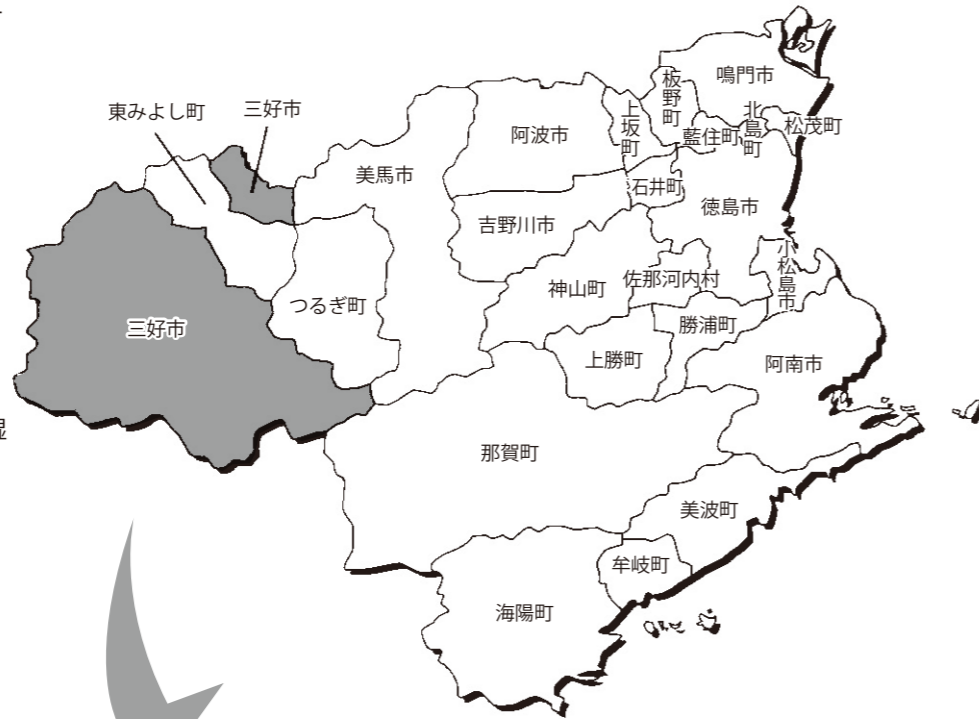 鳴門市
板野町
上坂町
北島町
松茂町
藍住町
東みよし町
三好市
阿波市
美馬市
石井町
徳島市
吉野川市
小松島市
佐那河内村
神山町
つるぎ町
勝浦町
三好市
上勝町
阿南市
那賀町
美波町
牟岐町
海陽町